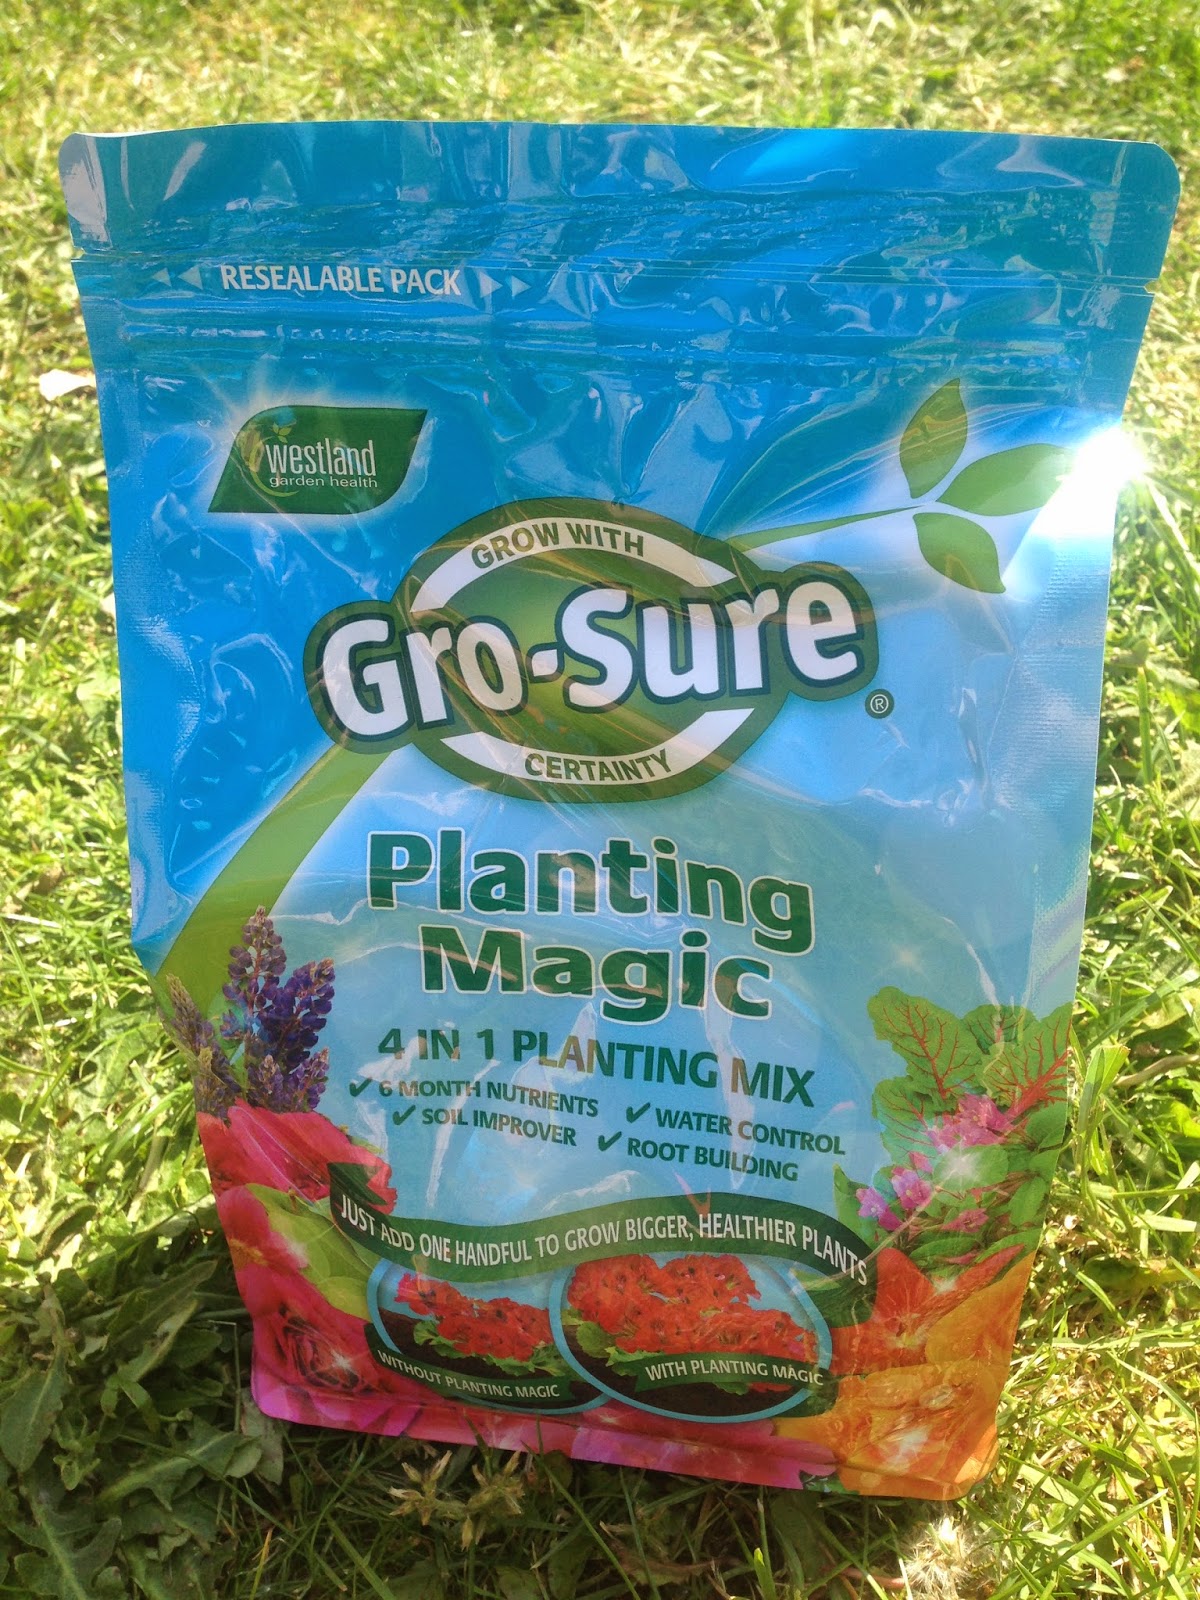 RESEALABLE PACK
westland
garden health
GROW WITH
Gro-Sure
®
CERTAINTY
Planting
Magic
4 IN 1 PLANTING MIX
✔ 6 MONTH NUTRIENTS ✔ WATER CONTROL
✔ SOIL IMPROVER ✔ ROOT BUILDING
JUST ADD ONE HANDFUL TO GROW BIGGER, HEALTHIER PLANTS
WITHOUT PLANTING MAGIC
WITH PLANTING MAGIC